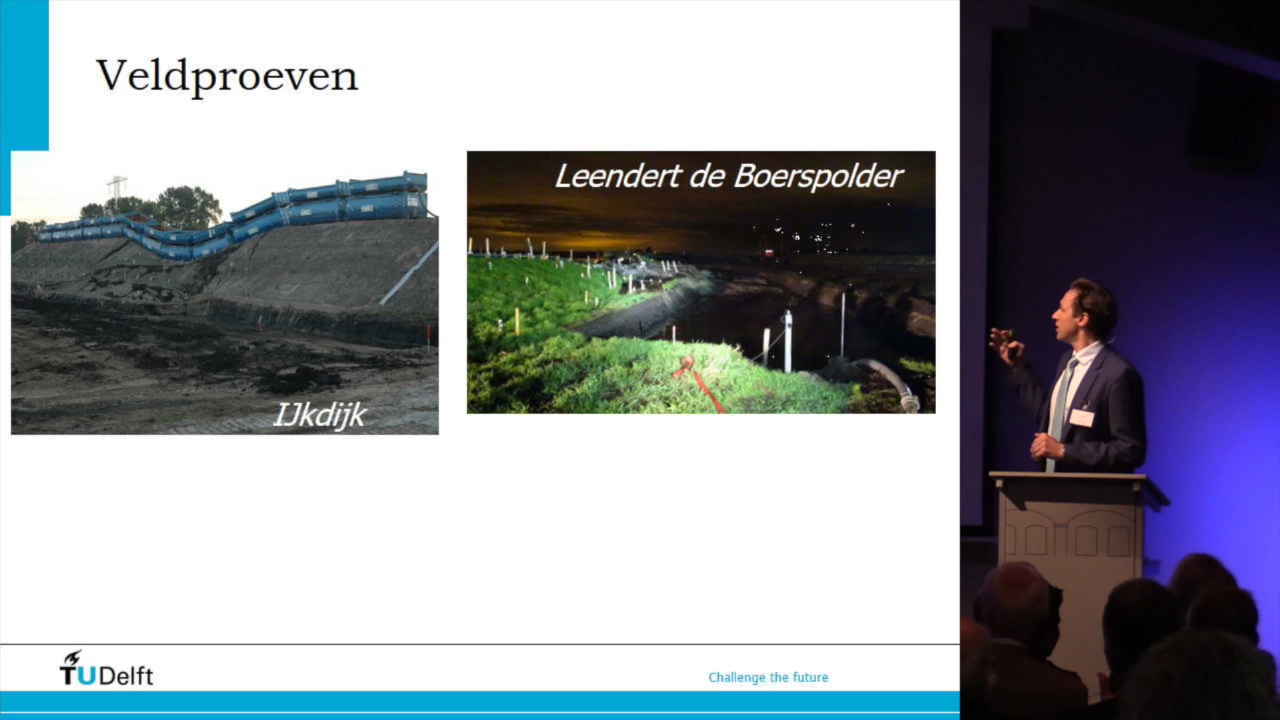 Veldproeven
Leendert de Boerspolder
IJkdijk
TUDelft
Challenge the future